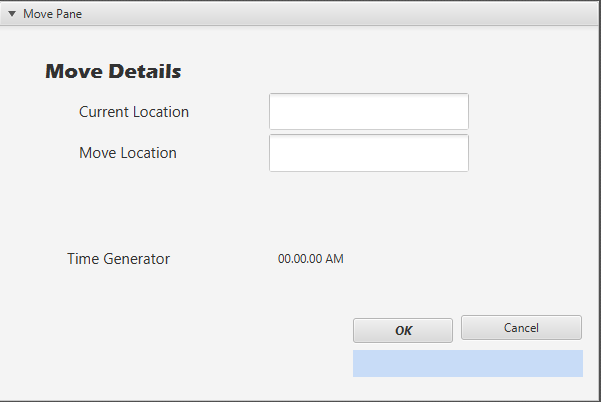 Move Pane
Move Details
Current Location
Move Location
Time Generator 00.00.00 AM
OK Cancel